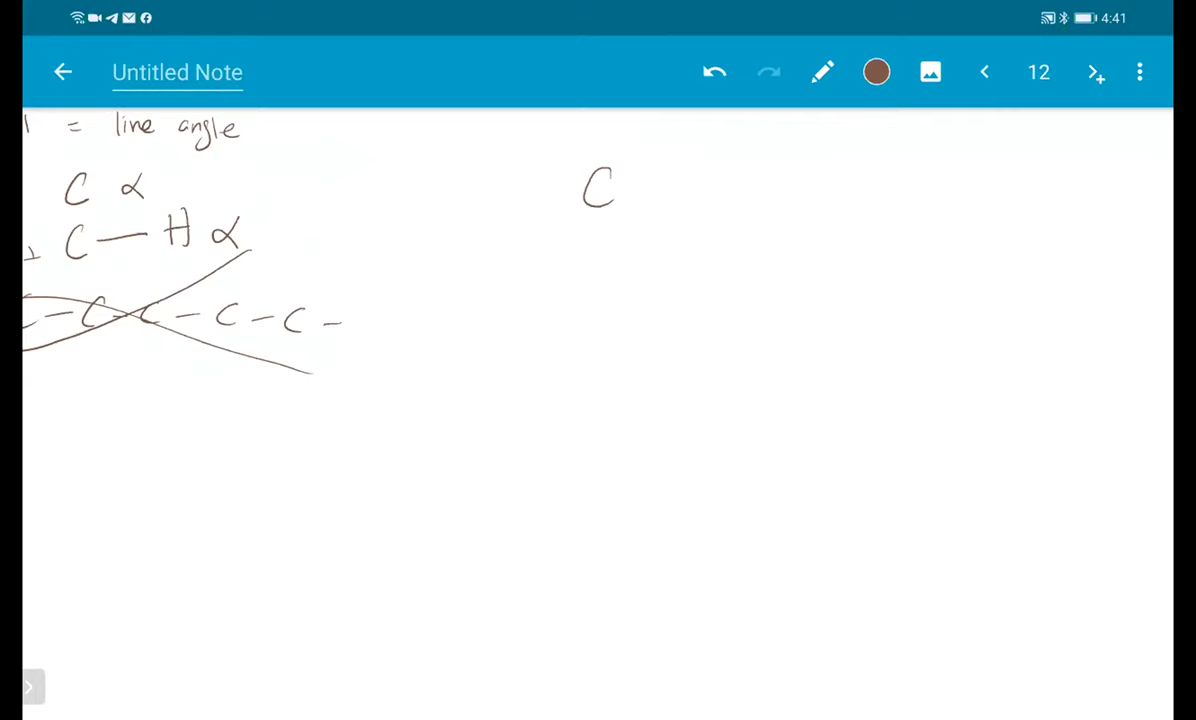 4:41
Untitled Note
12
= line angle
C α
C — H α
C – C – C – C –
C